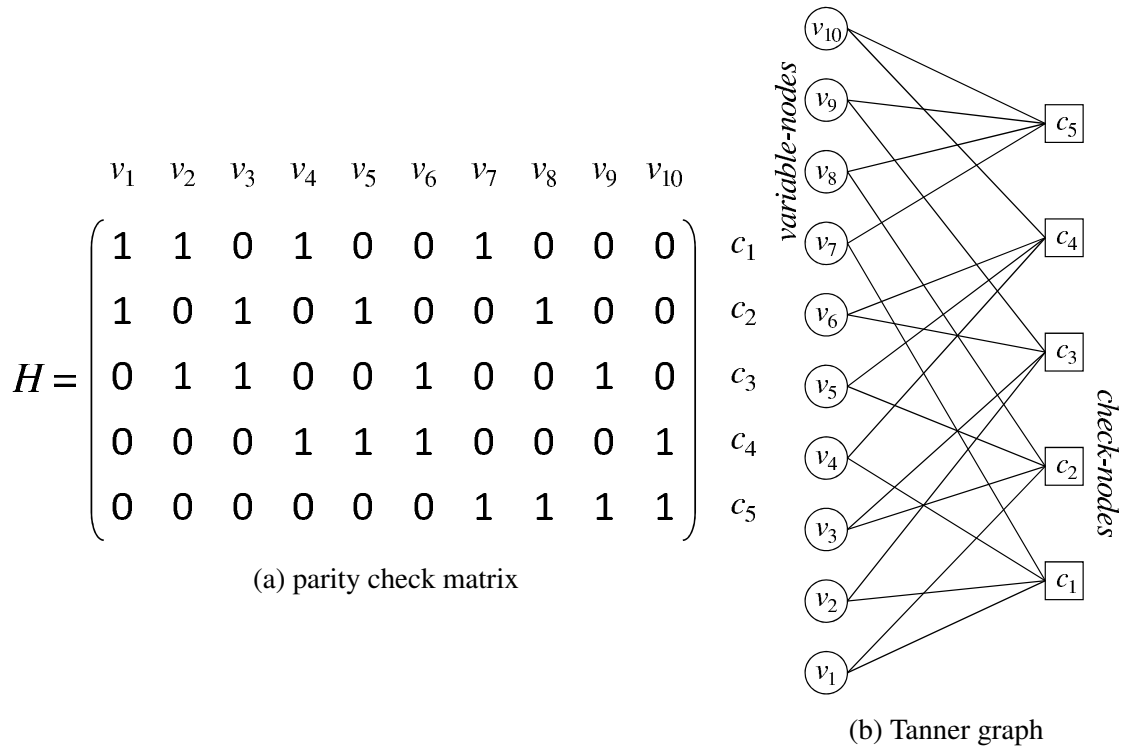 v1 v2 v3 v4 v5 v6 v7 v8 v9 v10
1 1 0 1 0 0 1 0 0 0 c1
1 0 1 0 1 0 0 1 0 0 c2
H = 0 1 1 0 0 1 0 0 1 0 c3
0 0 0 1 1 1 0 0 0 1 c4
0 0 0 0 0 0 1 1 1 1 c5
(a) parity check matrix
variable-nodes
v10
v9
v8
v7
v6
v5
v4
v3
v2
v1
c5
c4
c3
c2
c1
check-nodes
(b) Tanner graph